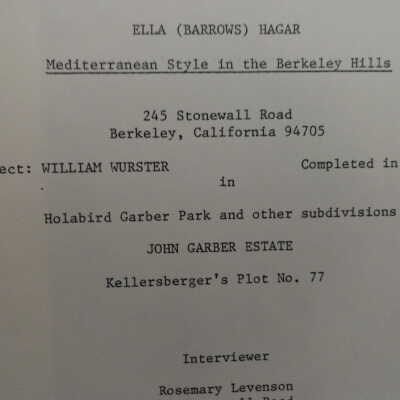 ELLA (BARROWS) HAGAR
Mediterranean Style in the Berkeley Hills
245 Stonewall Road
Berkeley, California 94705
ect: WILLIAM WURSTER Completed in
in
Holabird Garber Park and other subdivisions
JOHN GARBER ESTATE
Kellersberger's Plot No. 77
Interviewer
Rosemary Levenson